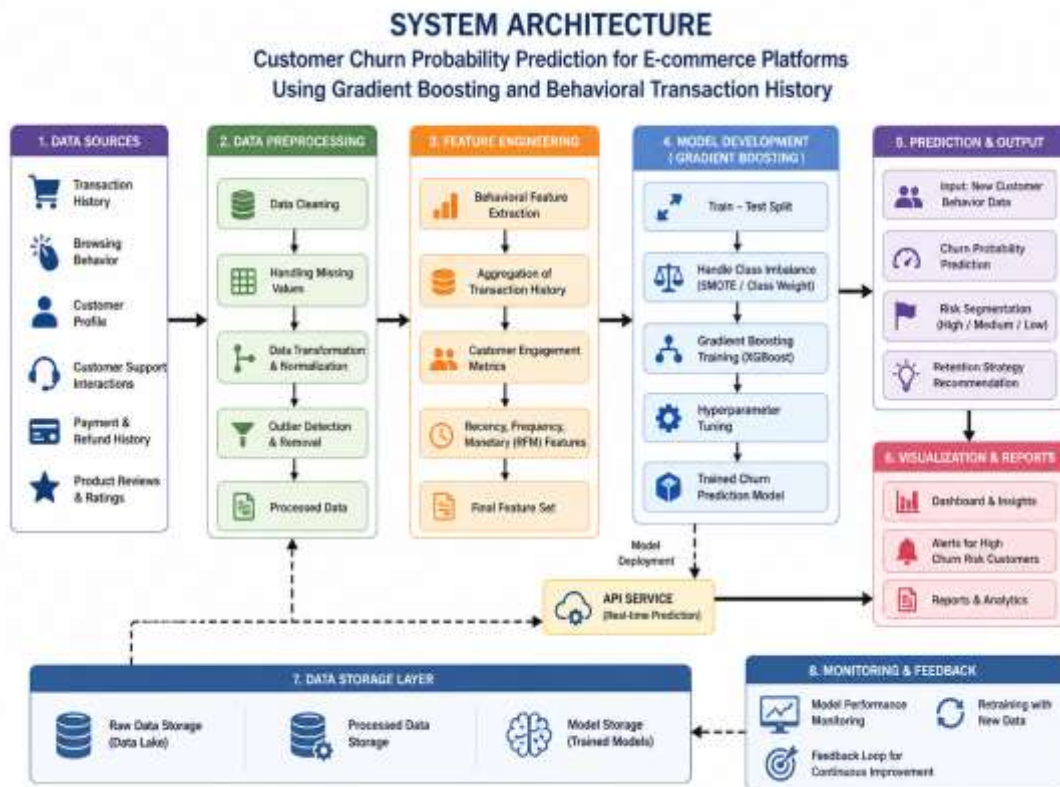 SYSTEM ARCHITECTURE
Customer Churn Probability Prediction for E-commerce Platforms
Using Gradient Boosting and Behavioral Transaction History
1. DATA SOURCES
Transaction
History
Browsing
Behavior
Customer
Profile
Customer Support
Interactions
Payment &
Refund History
Product Reviews
& Ratings
2. DATA PREPROCESSING
Data Cleaning
Handling Missing
Values
Data Transformation
& Normalization
Outlier Detection
& Removal
Processed Data
3. FEATURE ENGINEERING
Behavioral Feature
Extraction
Aggregation of
Transaction History
Customer Engagement
Metrics
Recency, Frequency,
Monetary (RFM) Features
Final Feature Set
4. MODEL DEVELOPMENT
( GRADIENT BOOSTING )
Train – Test Split
Handle Class Imbalance
(SMOTE / Class Weight)
Gradient Boosting
Training (XGBoost)
Hyperparameter
Tuning
Trained Churn
Prediction Model
5. PREDICTION & OUTPUT
Input: New Customer
Behavior Data
Churn Probability
Prediction
Risk Segmentation
(High / Medium / Low)
Retention Strategy
Recommendation
6. VISUALIZATION & REPORTS
Dashboard & Insights
Alerts for High
Churn Risk Customers
Reports & Analytics
Model
Deployment
API SERVICE
(Real-time Prediction)
7. DATA STORAGE LAYER
Raw Data Storage
(Data Lake)
Processed Data
Storage
Model Storage
(Trained Models)
8. MONITORING & FEEDBACK
Model Performance
Monitoring
Retraining with
New Data
Feedback Loop for
Continuous Improvement